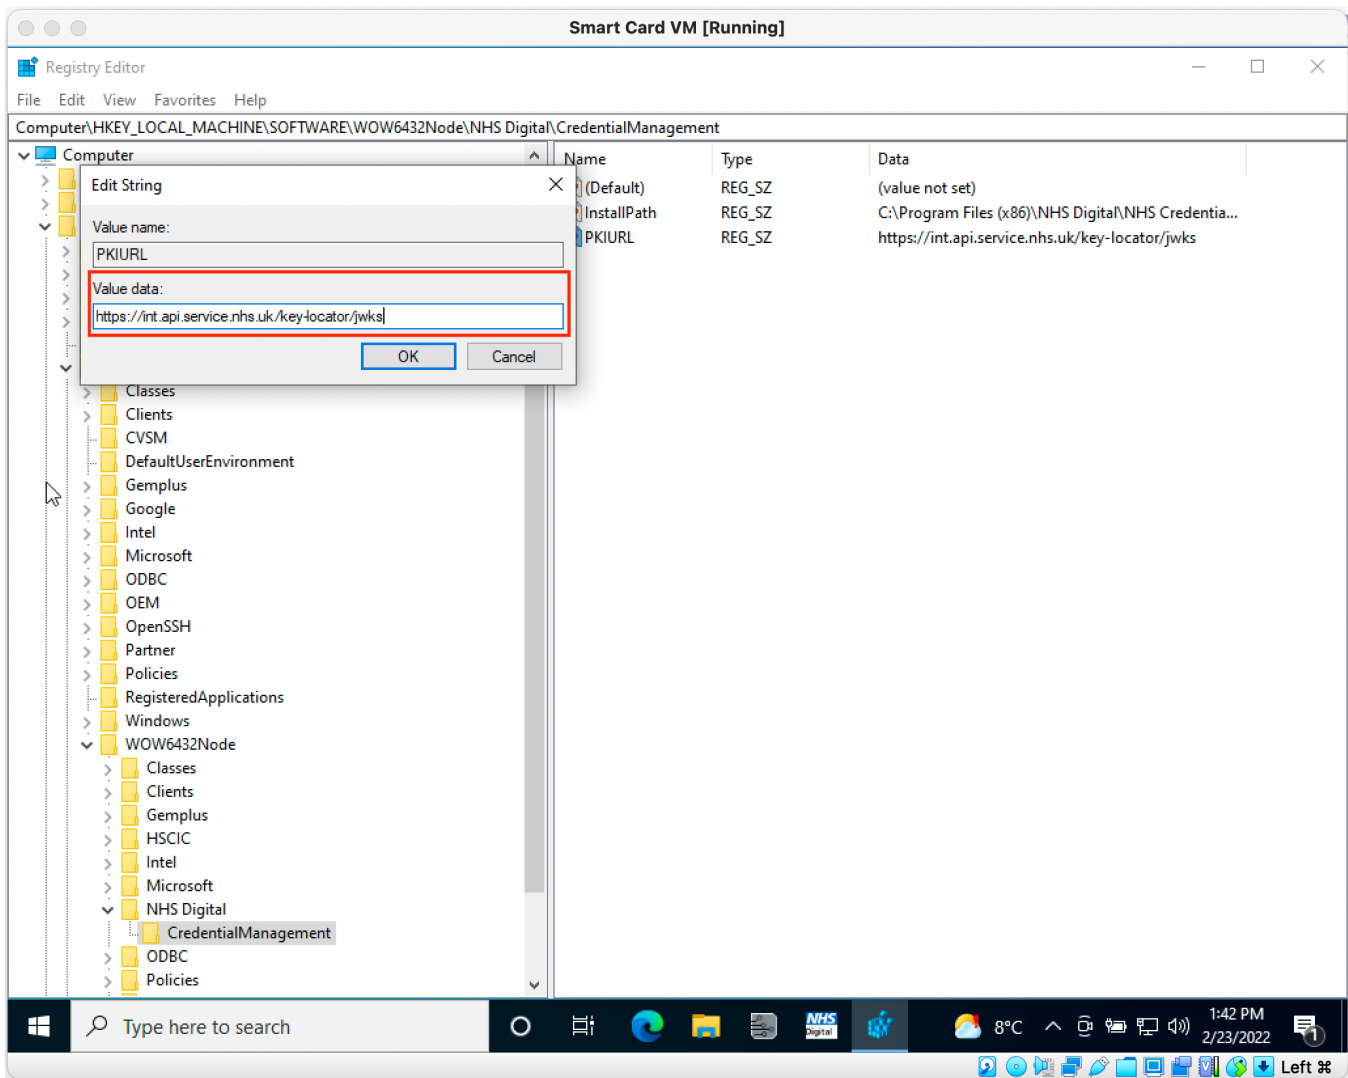 Smart Card VM [Running]
Registry Editor
File Edit View Favorites Help
Computer\HKEY_LOCAL_MACHINE\SOFTWARE\WOW6432Node\NHS Digital\CredentialManagement
Computer
Edit String
Value name:
PKIURL
Value data:
https://int.api.service.nhs.uk/key-locator/jwks
OK Cancel
Name Type Data
(Default) REG_SZ (value not set)
InstallPath REG_SZ C:\Program Files (x86)\NHS Digital\NHS Credentia...
PKIURL REG_SZ https://int.api.service.nhs.uk/key-locator/jwks
Classes
Clients
CVSM
DefaultUserEnvironment
Gemplus
Google
Intel
Microsoft
ODBC
OEM
OpenSSH
Partner
Policies
RegisteredApplications
Windows
WOW6432Node
Classes
Clients
Gemplus
HSCIC
Intel
Microsoft
NHS Digital
CredentialManagement
ODBC
Policies
Type here to search
NHS
Digital
8°C
1:42 PM
2/23/2022
1
Left ⌘